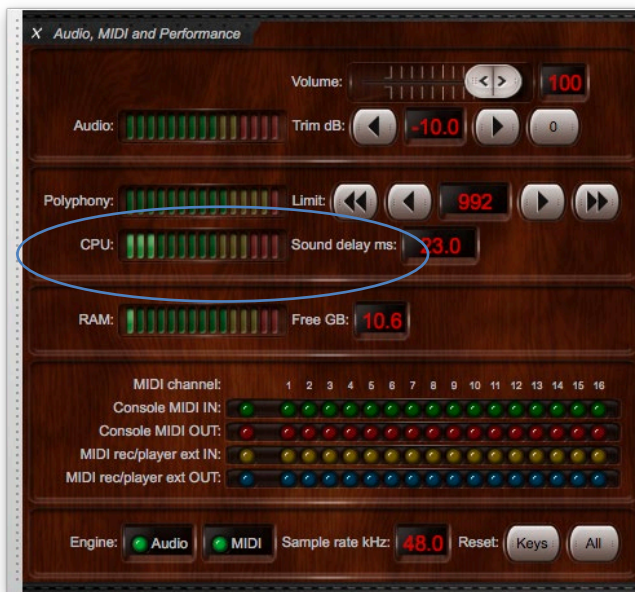 X Audio, MIDI and Performance
Volume: < > 100
Audio: Trim dB: -10.0 0
Polyphony: Limit: 992
CPU: Sound delay ms: 23.0
RAM: Free GB: 10.6
MIDI channel: 1 2 3 4 5 6 7 8 9 10 11 12 13 14 15 16
Console MIDI IN:
Console MIDI OUT:
MIDI rec/player ext IN:
MIDI rec/player ext OUT:
Engine: Audio MIDI Sample rate kHz: 48.0 Reset: Keys All